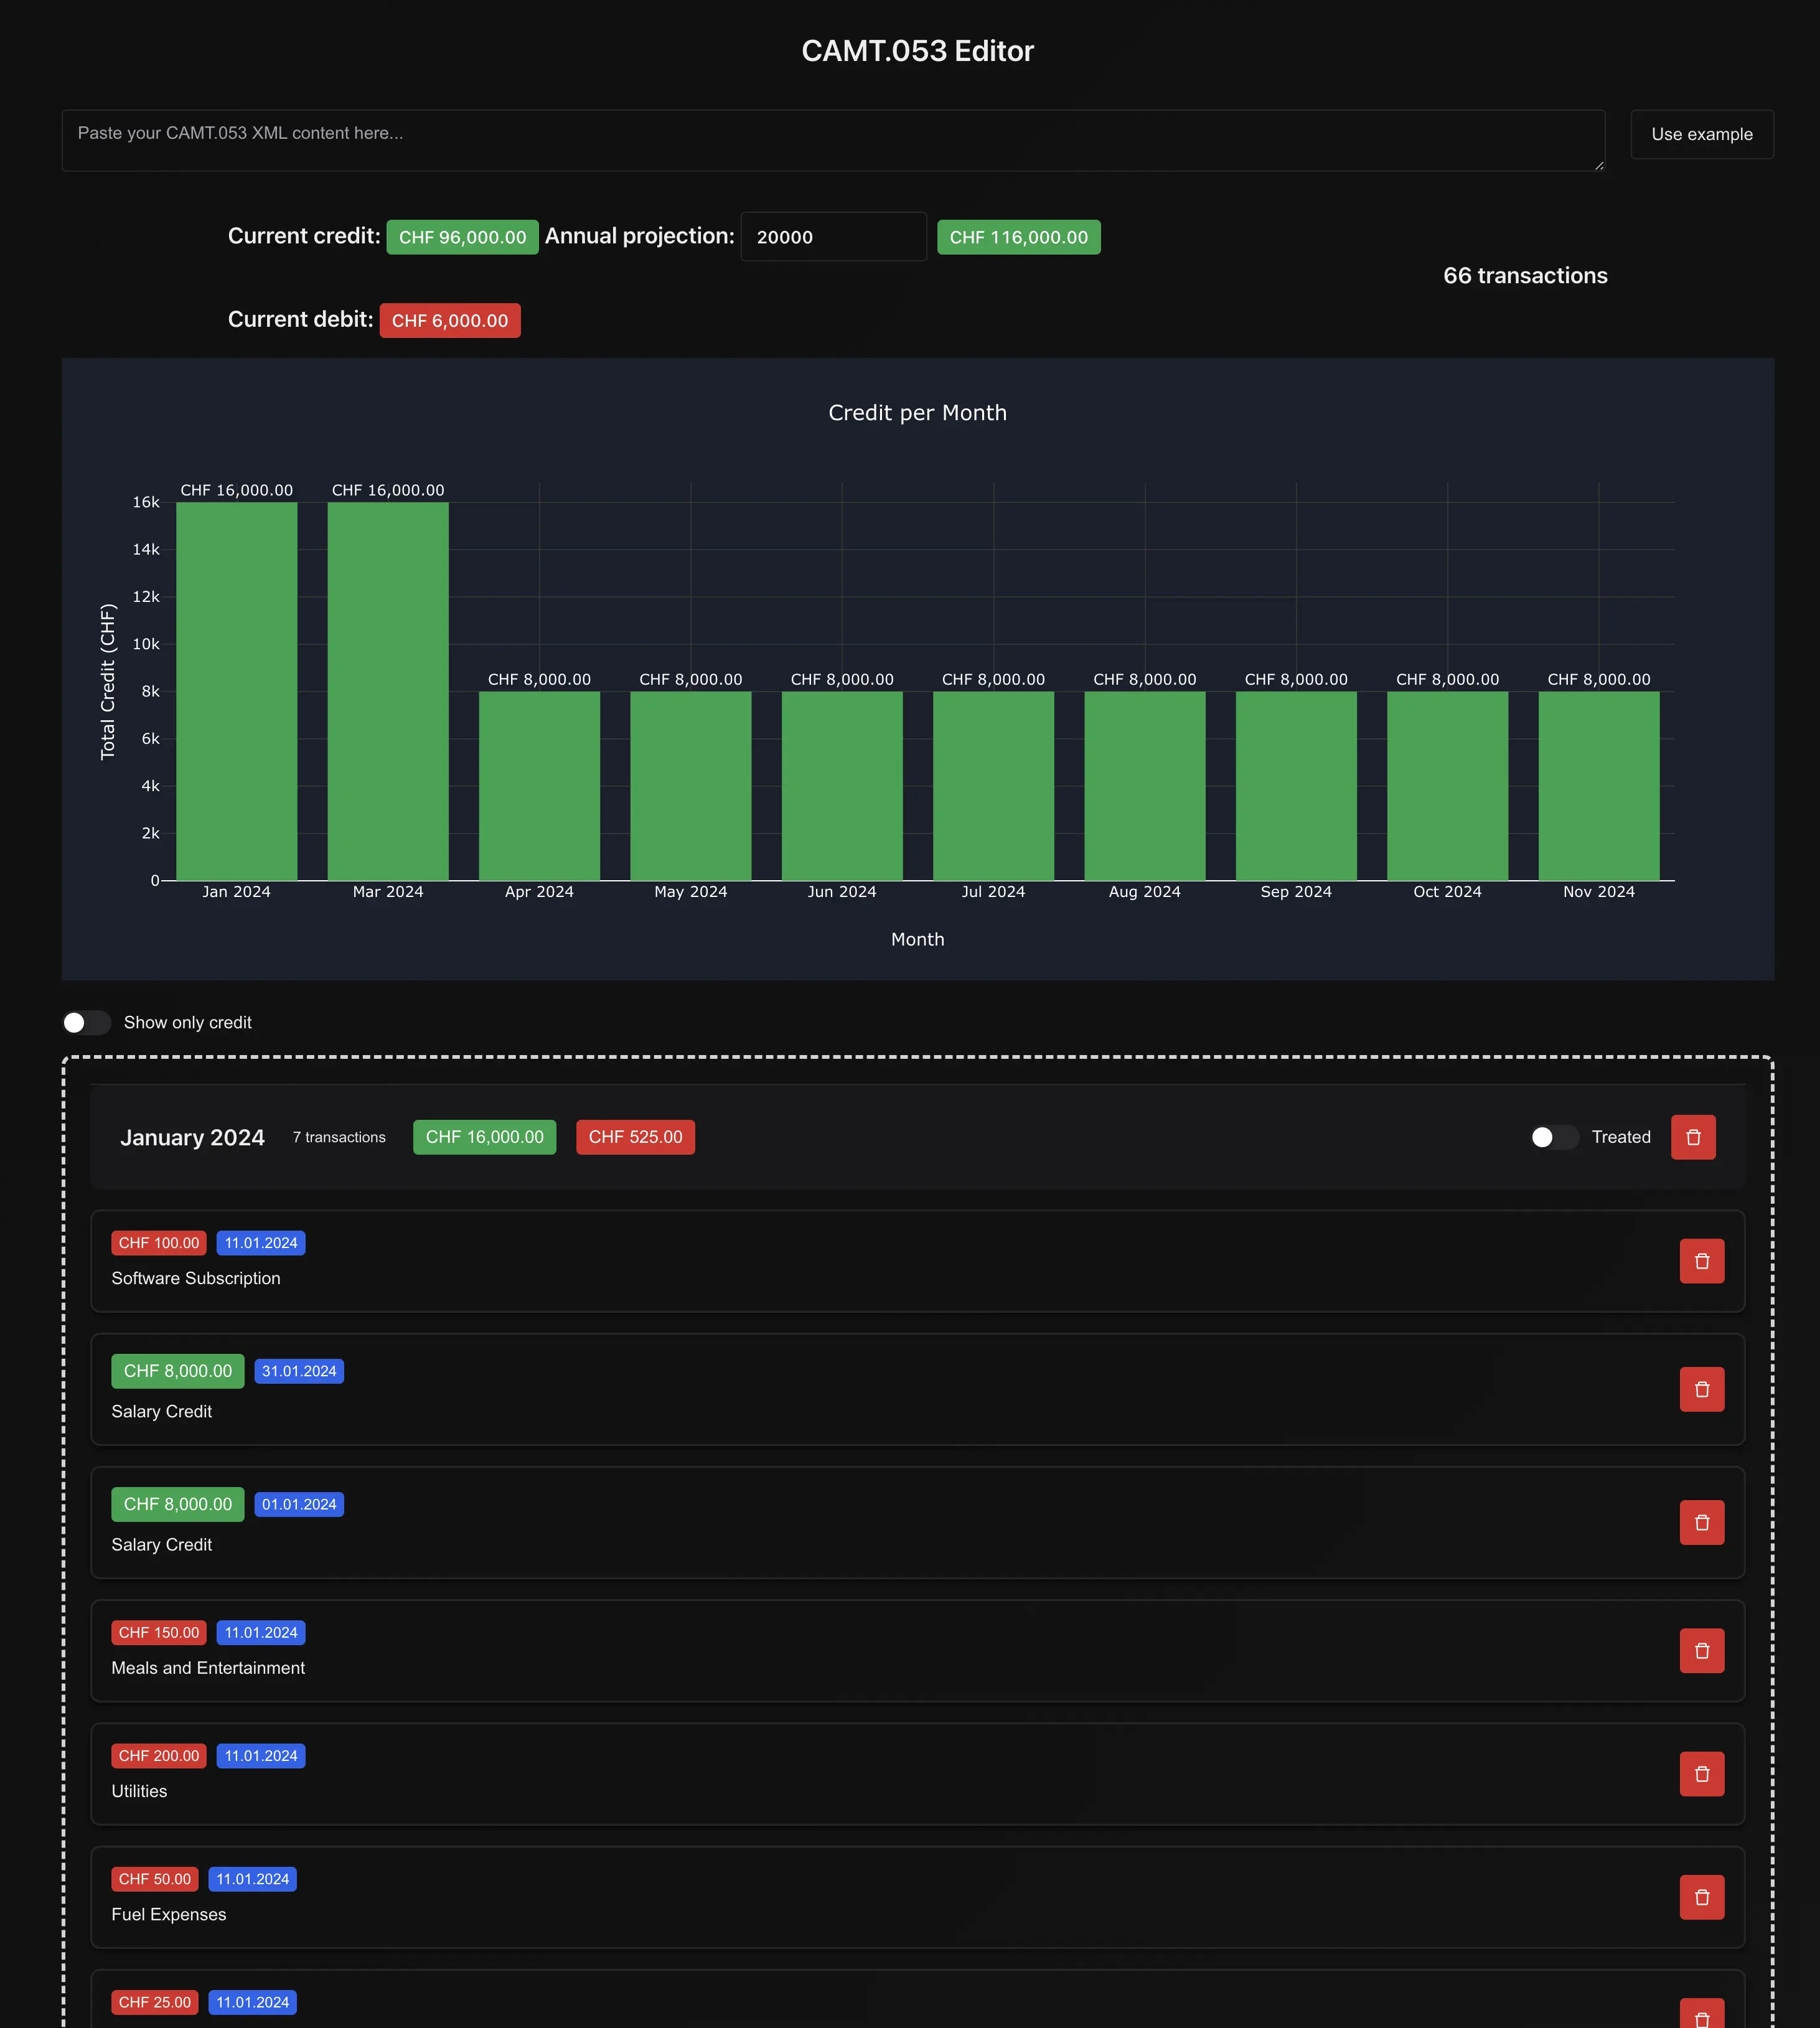 CAMT.053 Editor
Paste your CAMT.053 XML content here...
Use example
Current credit: CHF 96,000.00 Annual projection: 20000 CHF 116,000.00
66 transactions
Current debit: CHF 6,000.00
Credit per Month
CHF 16,000.00 CHF 16,000.00
16k
14k
12k
10k
CHF 8,000.00 CHF 8,000.00 CHF 8,000.00 CHF 8,000.00 CHF 8,000.00 CHF 8,000.00 CHF 8,000.00 CHF 8,000.00
8k
6k
4k
2k
0
Total Credit (CHF)
Jan 2024 Mar 2024 Apr 2024 May 2024 Jun 2024 Jul 2024 Aug 2024 Sep 2024 Oct 2024 Nov 2024
Month
Show only credit
January 2024 7 transactions CHF 16,000.00 CHF 525.00 Treated
CHF 100.00 11.01.2024
Software Subscription
CHF 8,000.00 31.01.2024
Salary Credit
CHF 8,000.00 01.01.2024
Salary Credit
CHF 150.00 11.01.2024
Meals and Entertainment
CHF 200.00 11.01.2024
Utilities
CHF 50.00 11.01.2024
Fuel Expenses
CHF 25.00 11.01.2024